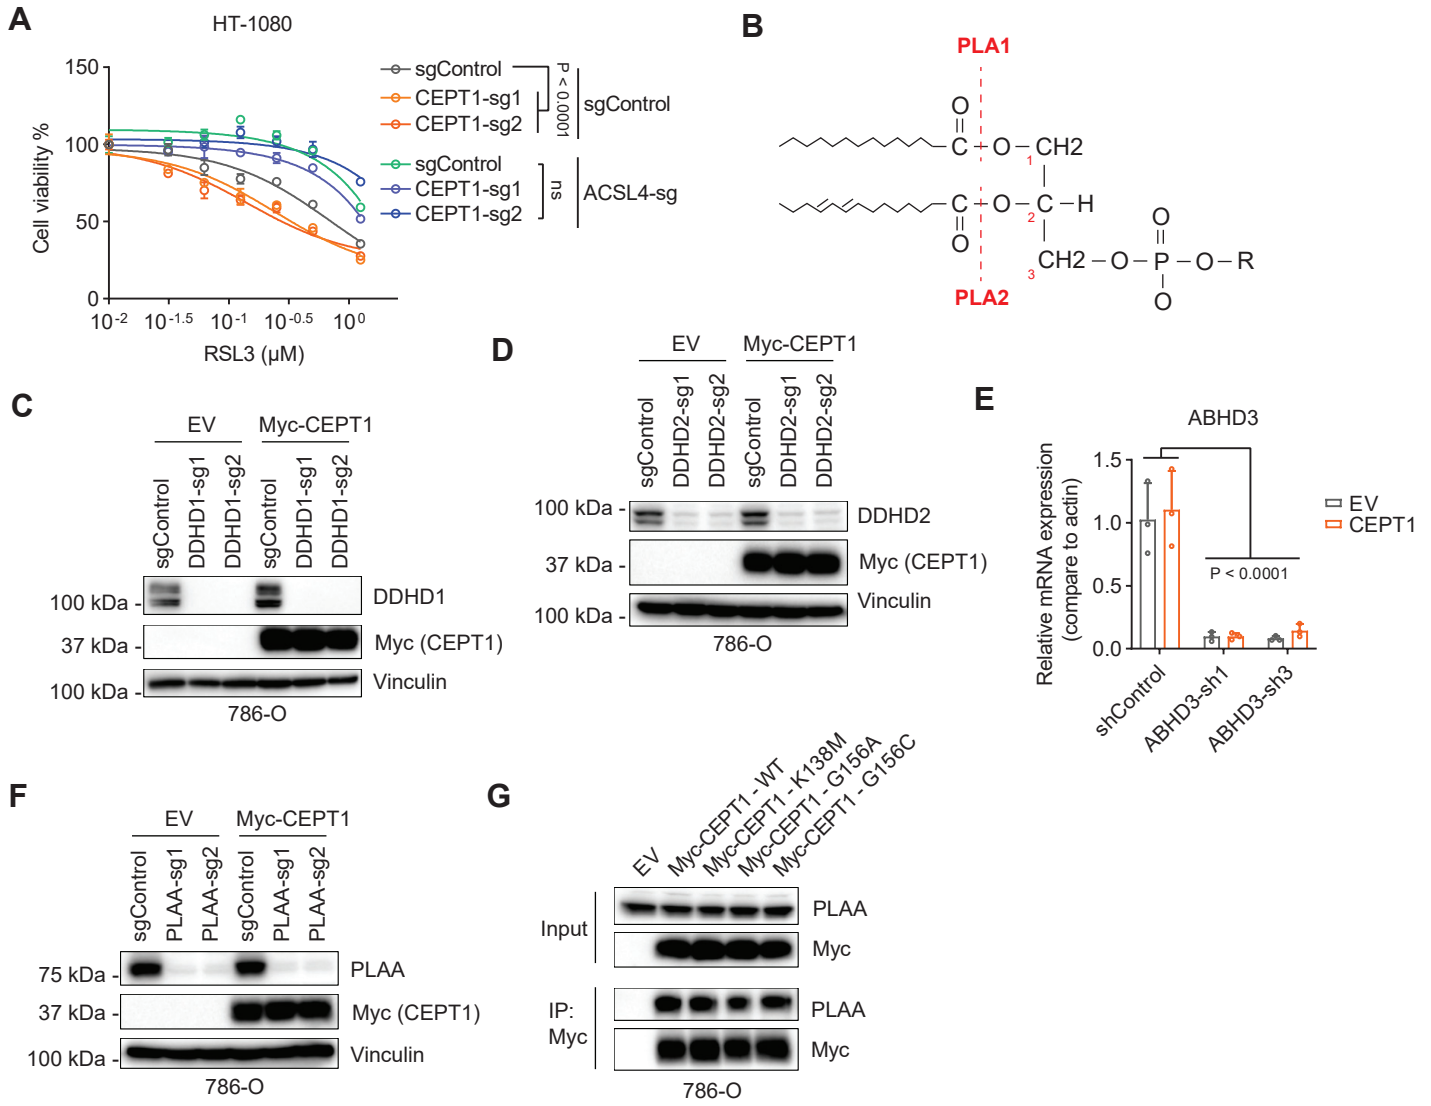 A
HT-1080
Cell viability %
150
100
50
0
10-2
10-1.5
10-1
10-0.5
100
RSL3 (µM)
sgControl
CEPT1-sg1
CEPT1-sg2
P < 0.0001
sgControl
sgControl
CEPT1-sg1
CEPT1-sg2
ns
ACSL4-sg
B
PLA1
O
C O 1 CH2
C O C H
2
O
O
3 CH2 O P O R
O
PLA2
C
EV Myc-CEPT1
sgControl
DDHD1-sg1
DDHD1-sg2
sgControl
DDHD1-sg1
DDHD1-sg2
100 kDa - DDHD1
37 kDa - Myc (CEPT1)
100 kDa - Vinculin
786-O
D
EV Myc-CEPT1
sgControl
DDHD2-sg1
DDHD2-sg2
sgControl
DDHD2-sg1
DDHD2-sg2
100 kDa - DDHD2
37 kDa - Myc (CEPT1)
100 kDa - Vinculin
786-O
E
ABHD3
Relative mRNA expression
(compare to actin)
1.5
1.0
0.5
0.0
P < 0.0001
EV
CEPT1
shControl
ABHD3-sh1
ABHD3-sh3
F
EV Myc-CEPT1
sgControl
PLAA-sg1
PLAA-sg2
sgControl
PLAA-sg1
PLAA-sg2
75 kDa - PLAA
37 kDa - Myc (CEPT1)
100 kDa - Vinculin
786-O
G
EV
Myc-CEPT1 - WT
Myc-CEPT1 - K138M
Myc-CEPT1 - G156A
Myc-CEPT1 - G156C
Input
PLAA
Myc
IP:
Myc
PLAA
Myc
786-O